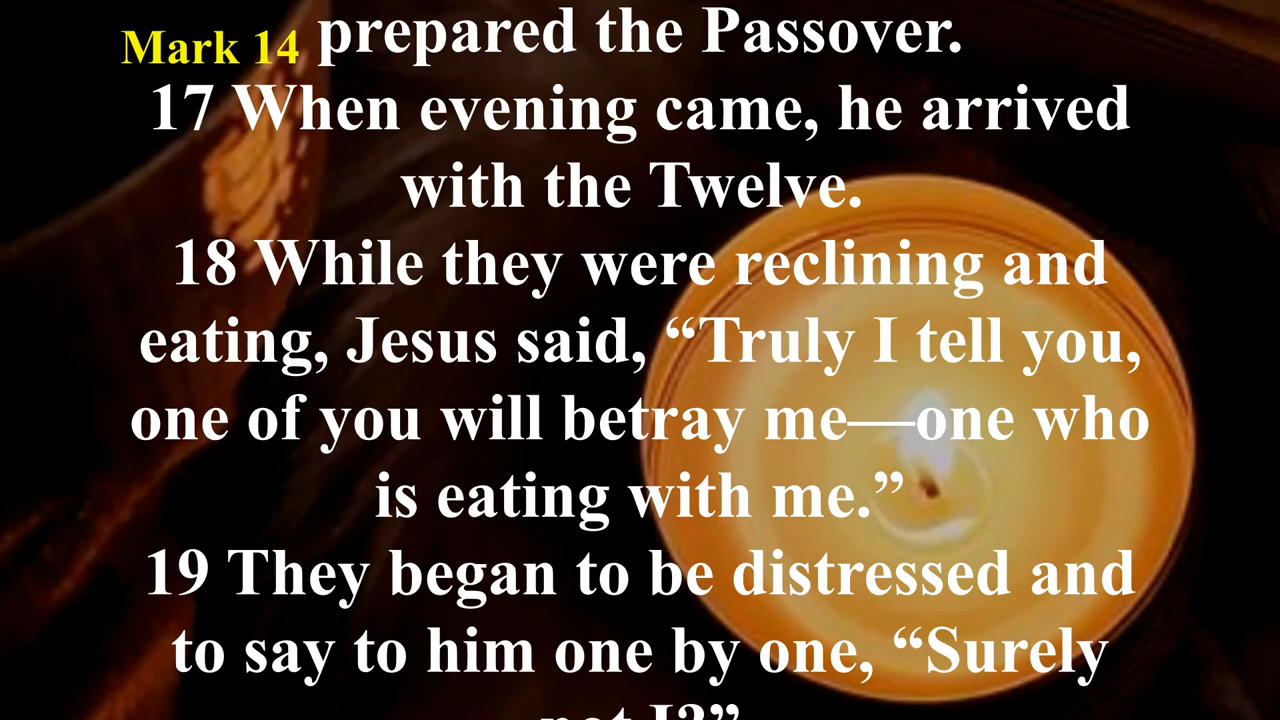 Mark 14
prepared the Passover.
17 When evening came, he arrived
with the Twelve.
18 While they were reclining and
eating, Jesus said, “Truly I tell you,
one of you will betray me—one who
is eating with me.”
19 They began to be distressed and
to say to him one by one, “Surely
not I?”